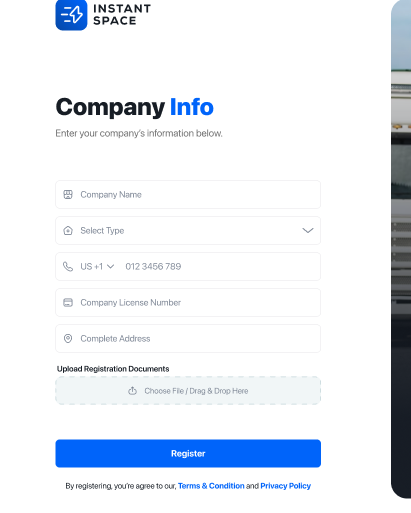 INSTANT
SPACE
Company Info
Enter your company's information below.
Company Name
Select Type
US +1 012 3456 789
Company License Number
Complete Address
Upload Registration Documents
Choose File / Drag & Drop Here
Register
By registering, you're agree to our, Terms & Condition and Privacy Policy